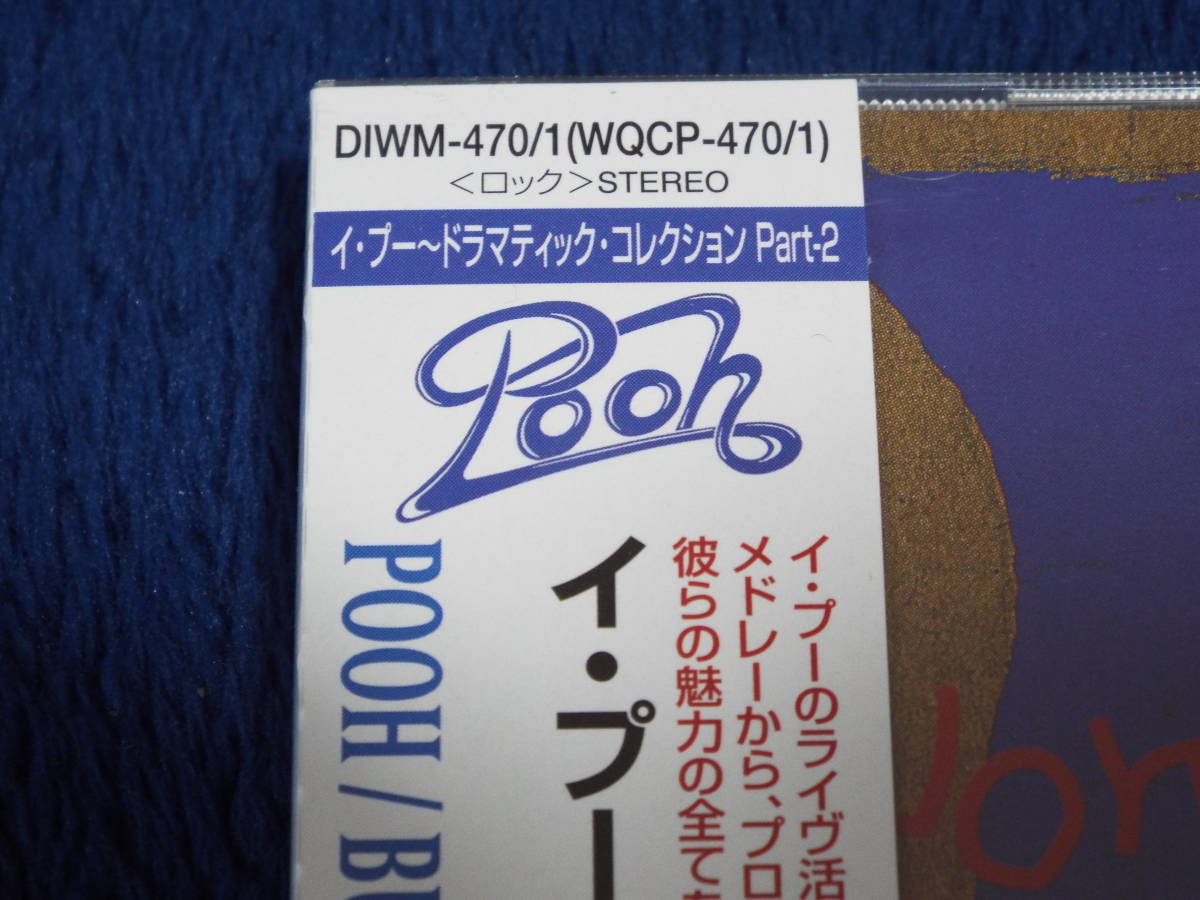 DIWM-470/1(WQCP-470/1)
＜ロック＞STEREO
イ・プー～ドラマティック・コレクション Part-2
Pooh
イ・プーのライヴ活
メドレーから、プロ
彼らの魅力の全て
イ・プー
POOH /